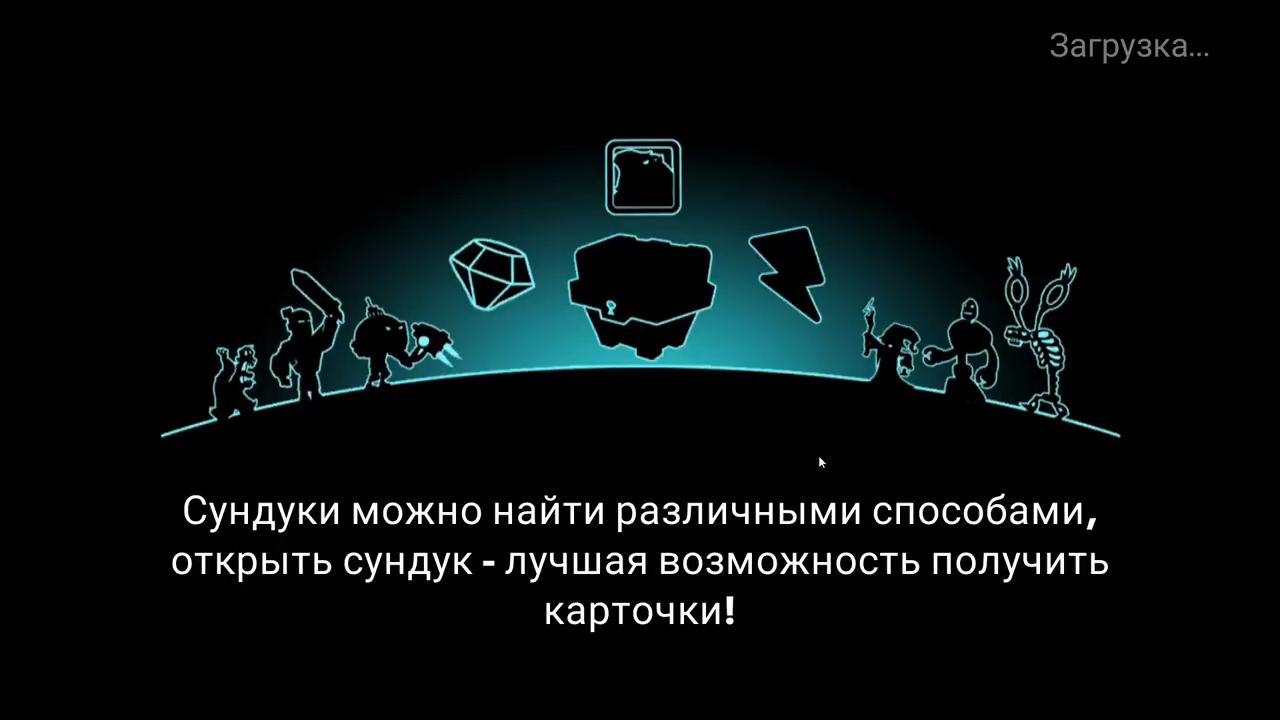 Загрузка...
Сундуки можно найти различными способами,
открыть сундук - лучшая возможность получить
карточки!